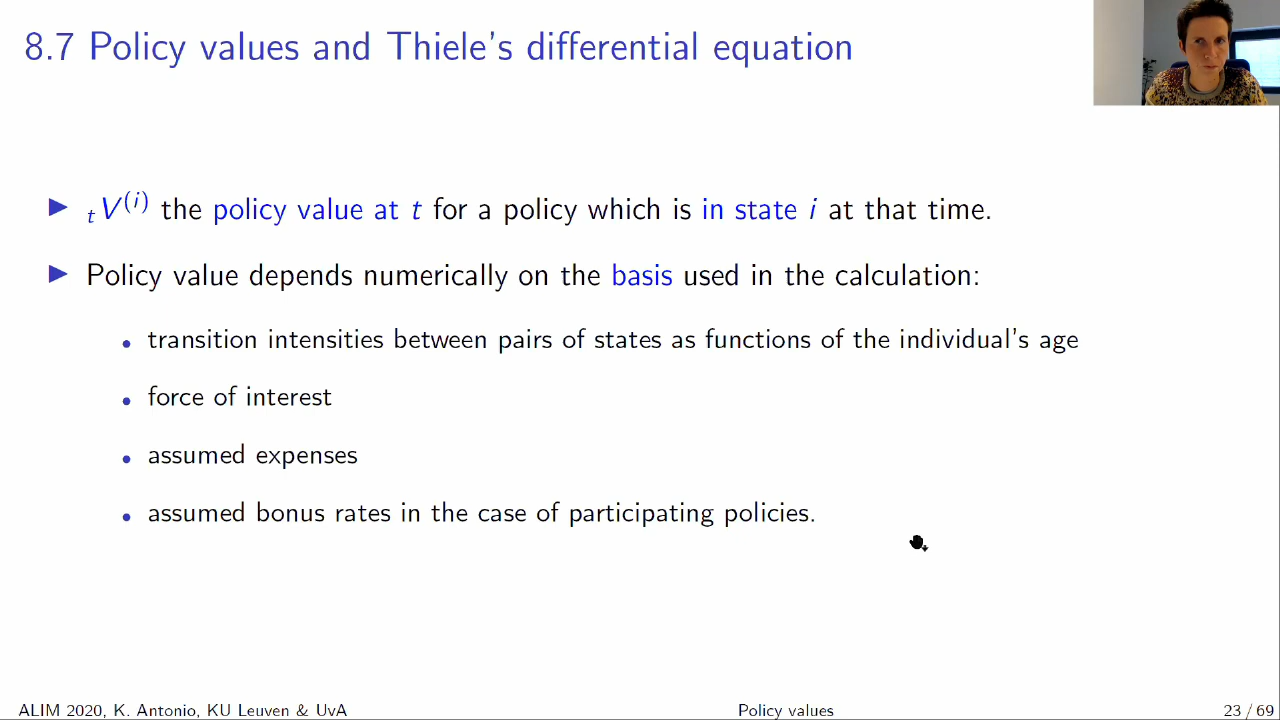 8.7 Policy values and Thiele's differential equation
▶ ₜV⁽ⁱ⁾ the policy value at t for a policy which is in state i at that time.
▶ Policy value depends numerically on the basis used in the calculation:
• transition intensities between pairs of states as functions of the individual's age
• force of interest
• assumed expenses
• assumed bonus rates in the case of participating policies.
ALIM 2020, K. Antonio, KU Leuven & UvA
Policy values
23 / 69